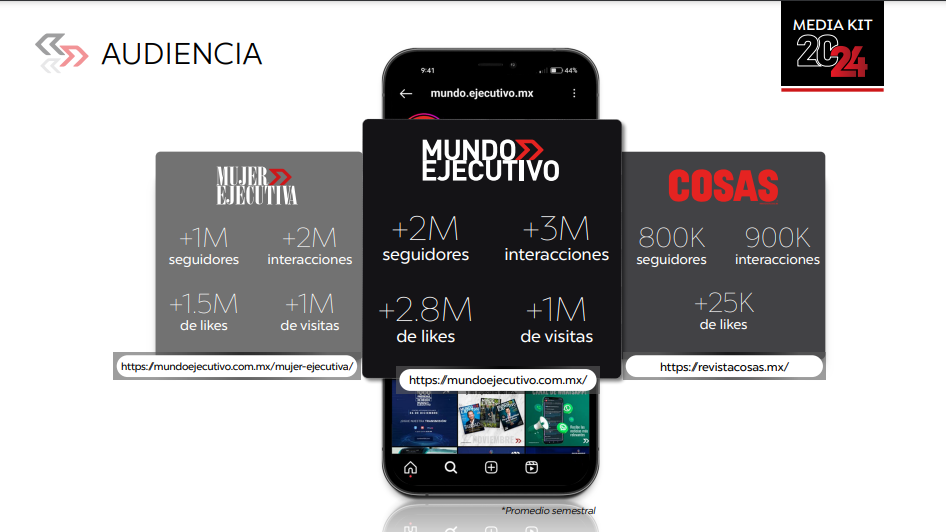 AUDIENCIA
MEDIA KIT
2024
9:41
44%
mundo.ejecutivo.mx
MUJER
EJECUTIVA
+1M
seguidores
+2M
interacciones
+1.5M
de likes
+1M
de visitas
https://mundoejecutivo.com.mx/mujer-ejecutiva/
MUNDO
EJECUTIVO
+2M
seguidores
+3M
interacciones
+2.8M
de likes
+1M
de visitas
https://mundoejecutivo.com.mx/
COSAS
800K
seguidores
900K
interacciones
+25K
de likes
https://revistacosas.mx/
*Promedio semestral